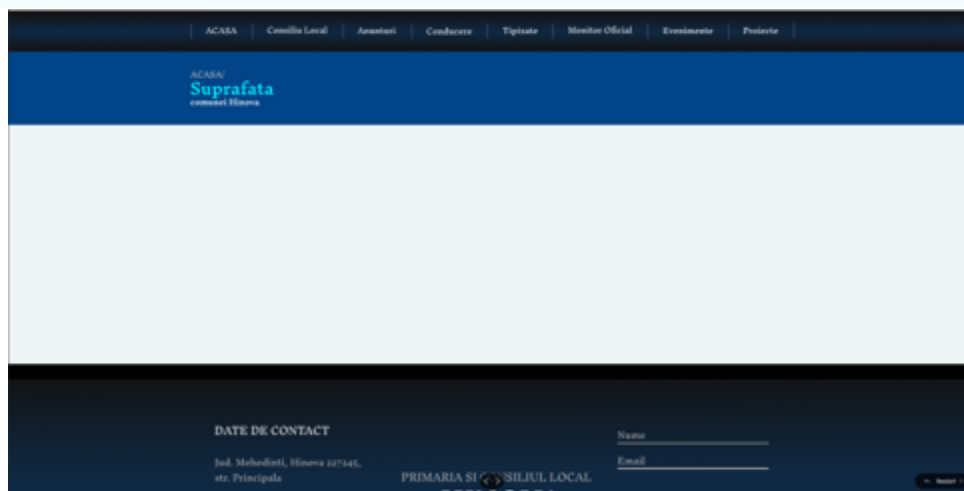 ACASA Consiliu Local Anunturi Conducere Tipizate Monitor Oficial Evenimente Proiecte
ACASA/
Suprafata
comunei Hinova
DATE DE CONTACT
Jud. Mehedinti, Hinova 227245,
str. Principala
PRIMARIA SI CONSILIUL LOCAL
Name
Email